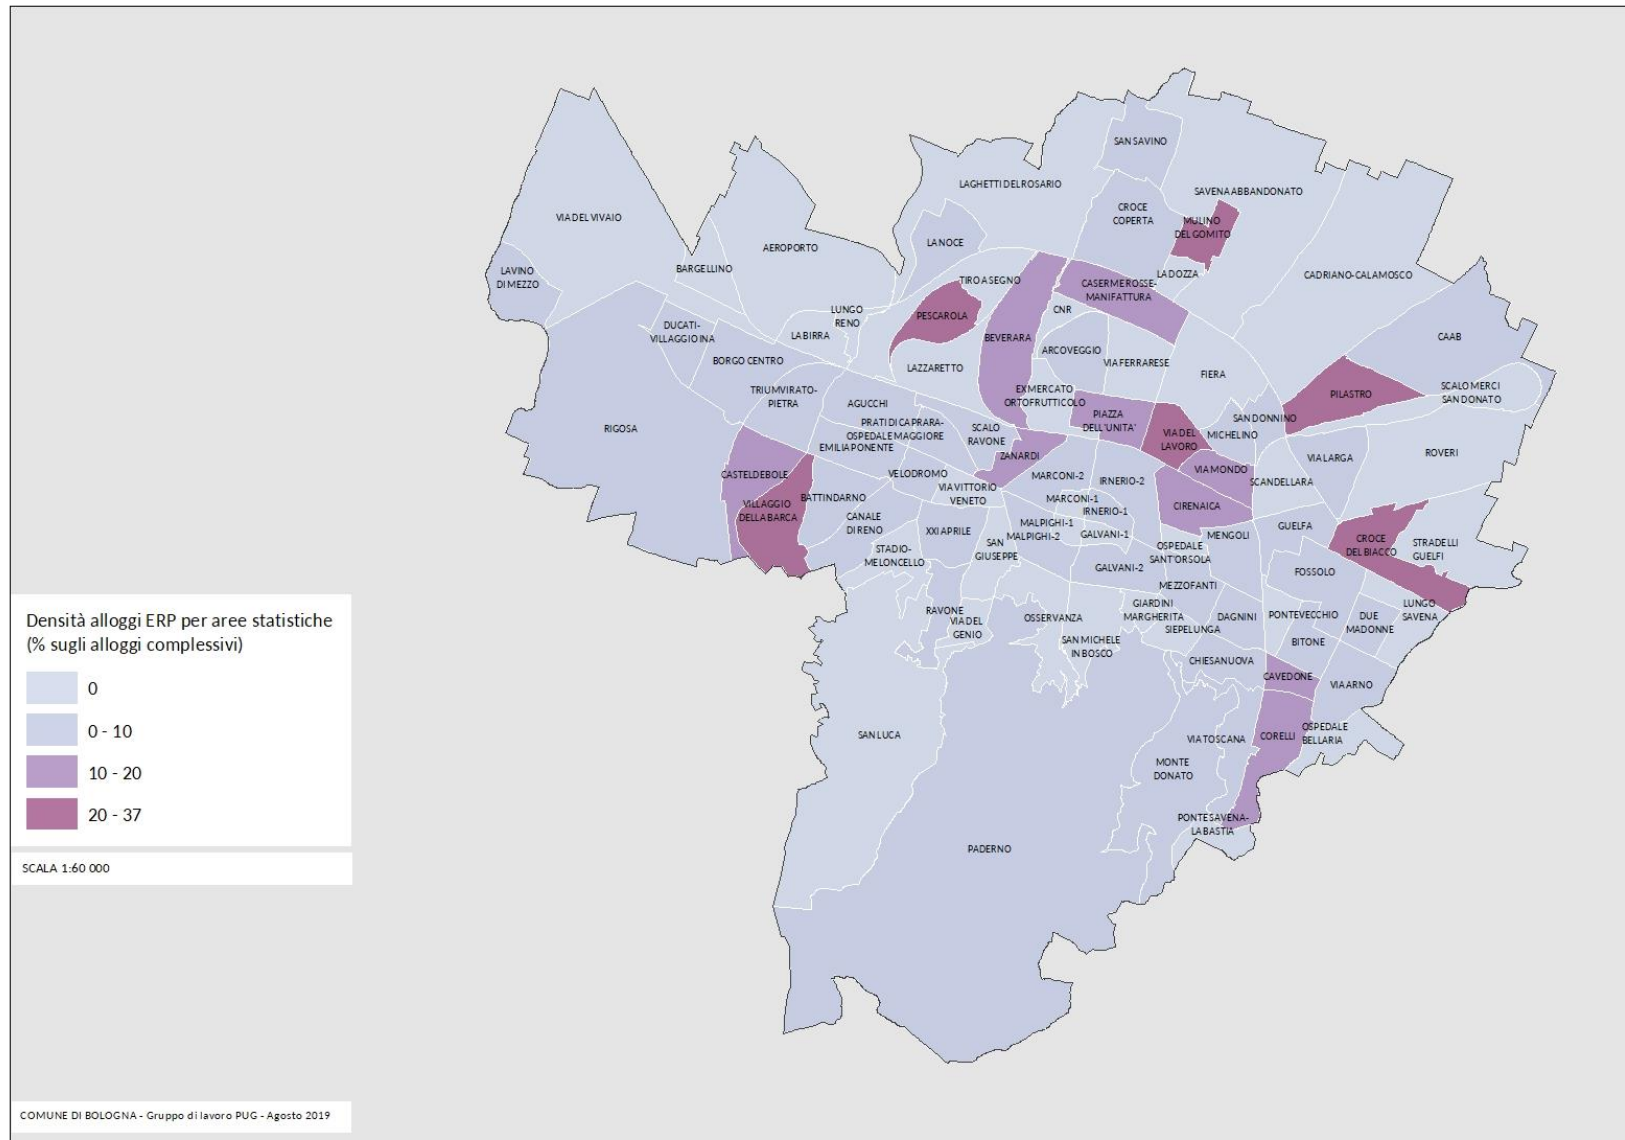 SAN SAVINO
LAGHETTI DEL ROSARIO
SAVENA ABBANDONATO
VIA DEL VIVAIO
CROCE
COPERTA
MULINO
DEL GOMITO
LA NOCE
AEROPORTO
BARGELLINO
LAVINO
DI MEZZO
LA DOZZA
CADRIANO-CALAMOSCO
TIRO A SEGNO
CASERME ROSSE-
MANIFATTURA
LUNGO
RENO
PESCAROLA
CNR
DUCATI-
VILLAGGIO INA
LA BIRRA
BEVERARA
CAAB
ARCOVEGGIO
BORGO CENTRO
VIA FERRARESE
LAZZARETTO
FIERA
SCALO MERCI
SAN DONATO
TRIUMVIRATO-
PIETRA
EX MERCATO
ORTOFRUTTICOLO
PILASTRO
AGUCCHI
PIAZZA
DELL'UNITA'
SAN DONNINO
PRATI DI CAPRARA-
OSPEDALE MAGGIORE
RIGOSA
SCALO
RAVONE
VIA DEL
LAVORO
MICHELINO
EMILIA PONENTE
ZANARDI
VIA LARGA
ROVERI
CASTELDEBOLE
VELODROMO
MARCONI-2
VIA MONDO
IRNERIO-2
SCANDELLARA
VIA VITTORIO
VENETO
BATTINDARNO
MARCONI-1
VILLAGGIO
DELLA BARCA
CIRENAICA
IRNERIO-1
CANALE
DI RENO
MALPIGHI-1
GUELFA
XXI APRILE
MALPIGHI-2
GALVANI-1
MENGOLI
CROCE
DEL BIACCO
STRADELLI
GUELFI
SAN
GIUSEPPE
OSPEDALE
SANT'ORSOLA
STADIO-
MELONCELLO
GALVANI-2
FOSSOLO
MEZZOFANTI
GIARDINI
MARGHERITA
LUNGO
SAVENA
RAVONE
VIA DEL
GENIO
OSSERVANZA
DAGNINI
PONTEVECCHIO
DUE
MADONNE
SIEPELUNGA
SAN MICHELE
IN BOSCO
BITONE
CHIESANUOVA
CAVEDONE
VIA ARNO
SAN LUCA
VIA TOSCANA
CORELLI
OSPEDALE
BELLARIA
MONTE
DONATO
PONTE SAVENA-
LA BASTIA
PADERNO
Densità alloggi ERP per aree statistiche
(% sugli alloggi complessivi)
0
0 - 10
10 - 20
20 - 37
SCALA 1:60 000
COMUNE DI BOLOGNA - Gruppo di lavoro PUG - Agosto 2019